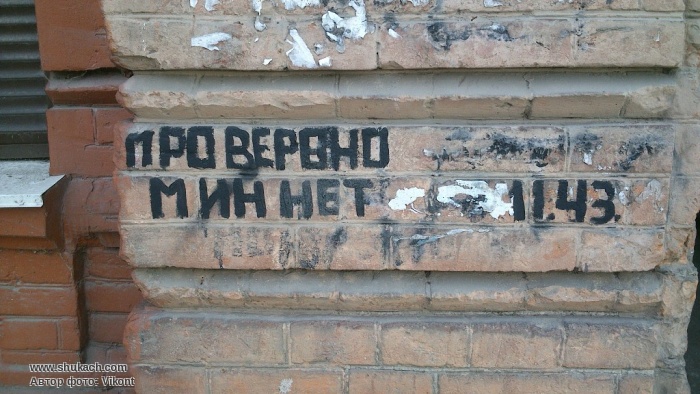 ПРОВЕРЕНО
МИН НЕТ 11.43.
www.shukach.com
Автор фото: Vikont